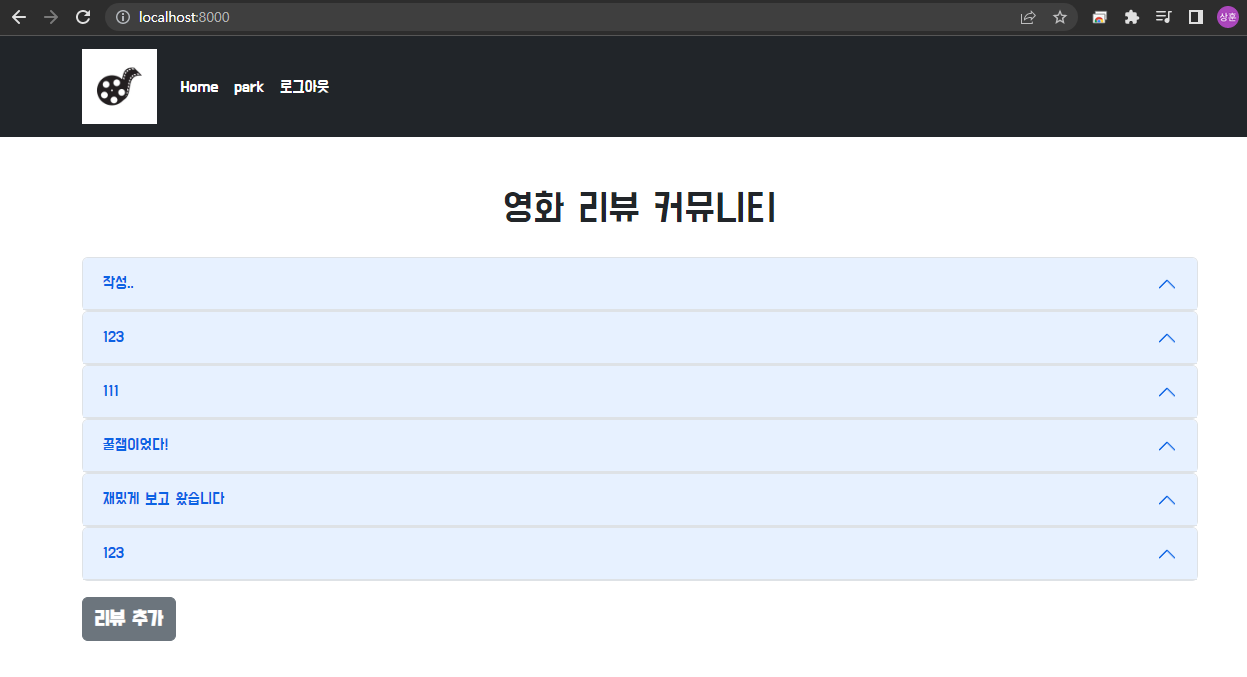 localhost:8000
상훈
Home park 로그아웃
영화 리뷰 커뮤니티
작성..
123
111
꿀잼이었다!
재밌게 보고 왔습니다
123
리뷰 추가